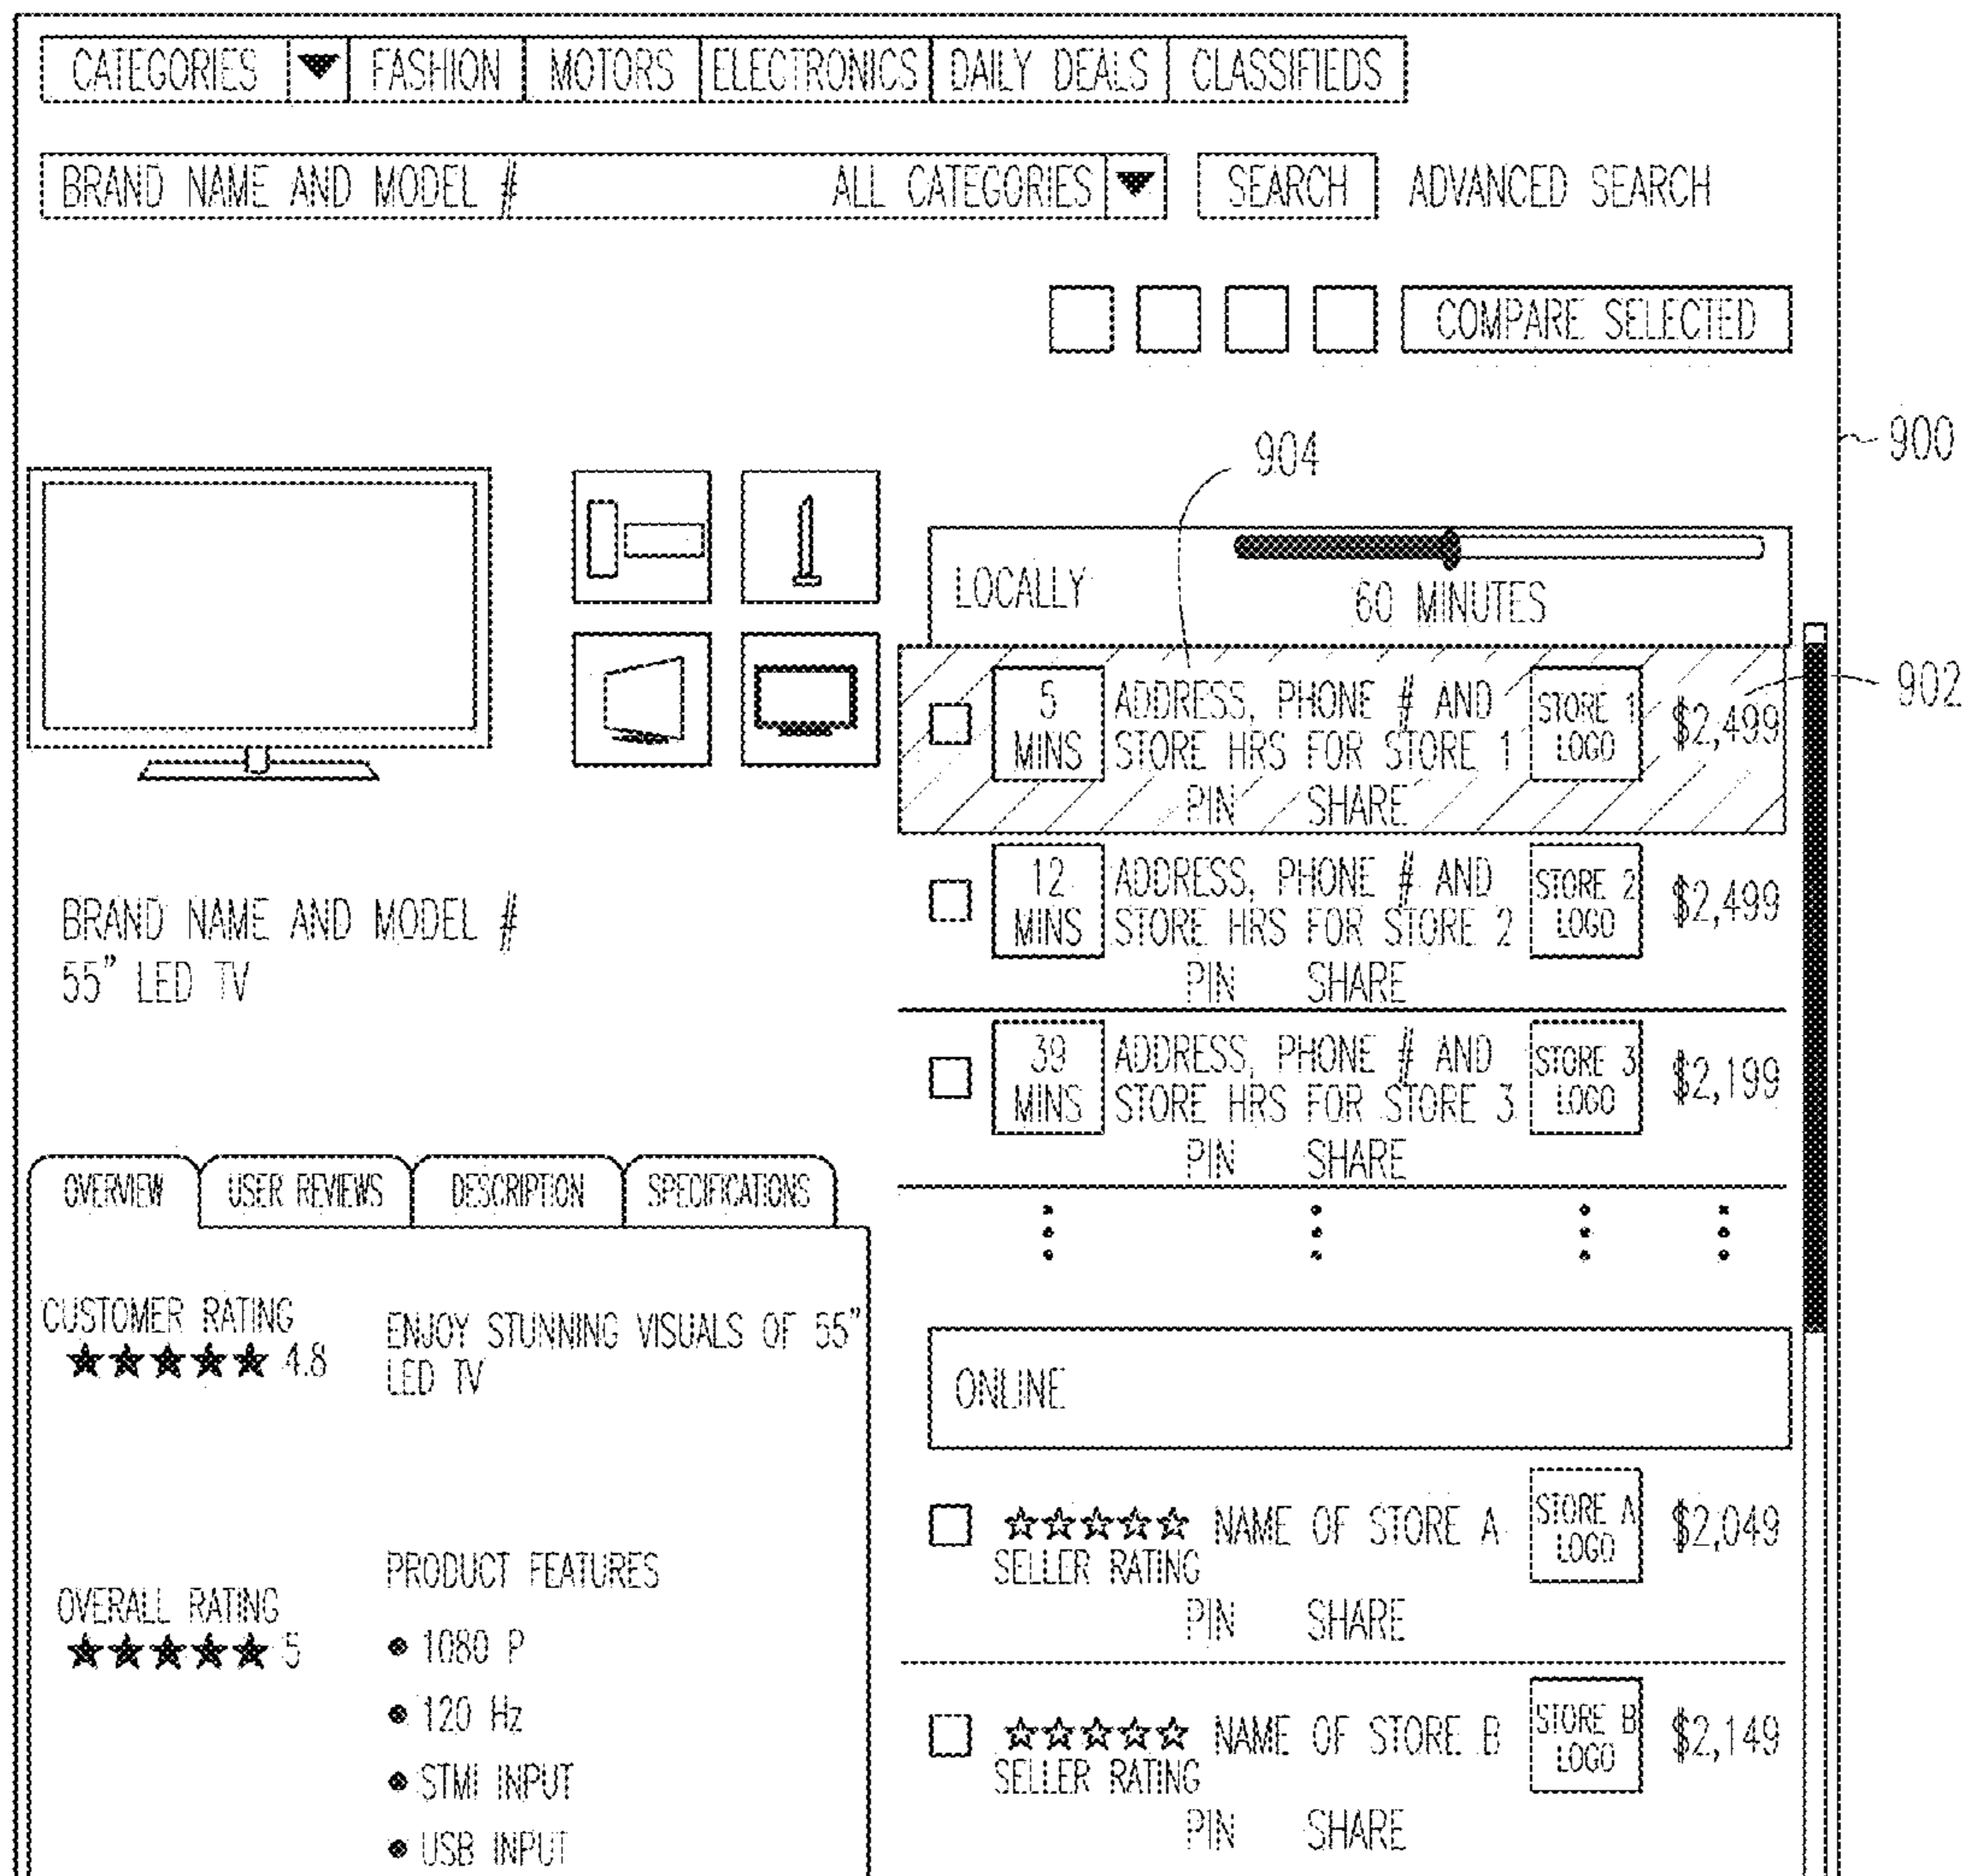 CATEGORIES FASHION MOTORS ELECTRONICS DAILY DEALS CLASSIFIEDS
BRAND NAME AND MODEL # ALL CATEGORIES SEARCH ADVANCED SEARCH
COMPARE SELECTED
900
904
LOCALLY
60 MINUTES
902
5 MINS
ADDRESS, PHONE # AND
STORE HRS FOR STORE 1
STORE 1
LOGO
$2,499
PIN SHARE
12 MINS
ADDRESS, PHONE # AND
STORE HRS FOR STORE 2
STORE 2
LOGO
$2,499
PIN SHARE
39 MINS
ADDRESS, PHONE # AND
STORE HRS FOR STORE 3
STORE 3
LOGO
$2,199
PIN SHARE
BRAND NAME AND MODEL #
55" LED TV
OVERVIEW USER REVIEWS DESCRIPTION SPECIFICATIONS
CUSTOMER RATING
4.8
ENJOY STUNNING VISUALS OF 55"
LED TV
OVERALL RATING
5
PRODUCT FEATURES
1080 P
120 Hz
STMI INPUT
USB INPUT
ONLINE
NAME OF STORE A
SELLER RATING
STORE A
LOGO
$2,049
PIN SHARE
NAME OF STORE B
SELLER RATING
STORE B
LOGO
$2,149
PIN SHARE